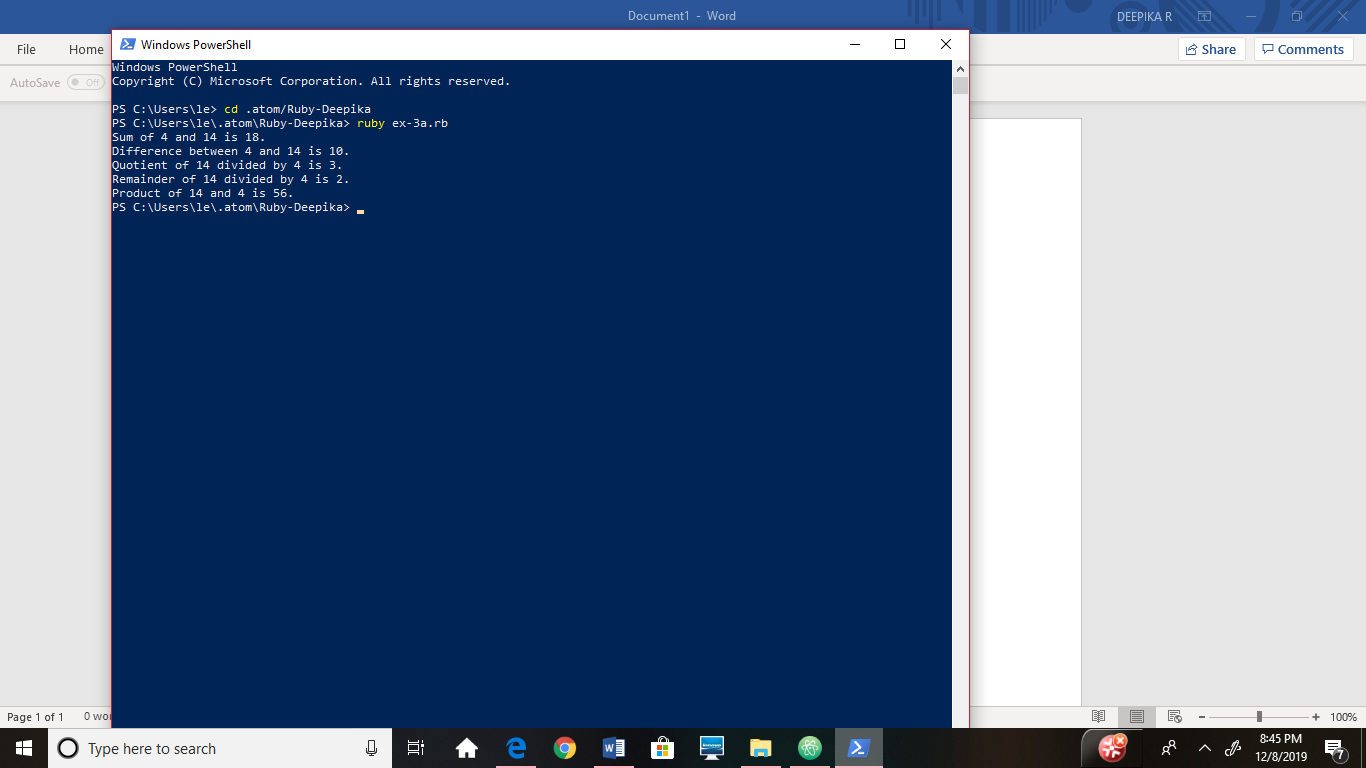 Document1 - Word
DEEPIKA R
File
Home
Share
Comments
AutoSave
Off
Windows PowerShell
Windows PowerShell
Copyright (C) Microsoft Corporation. All rights reserved.
PS C:\Users\le> cd .atom/Ruby-Deepika
PS C:\Users\le\.atom\Ruby-Deepika> ruby ex-3a.rb
Sum of 4 and 14 is 18.
Difference between 4 and 14 is 10.
Quotient of 14 divided by 4 is 3.
Remainder of 14 divided by 4 is 2.
Product of 14 and 4 is 56.
PS C:\Users\le\.atom\Ruby-Deepika>
Page 1 of 1
0 wor
100%
Type here to search
8:45 PM
12/8/2019
7